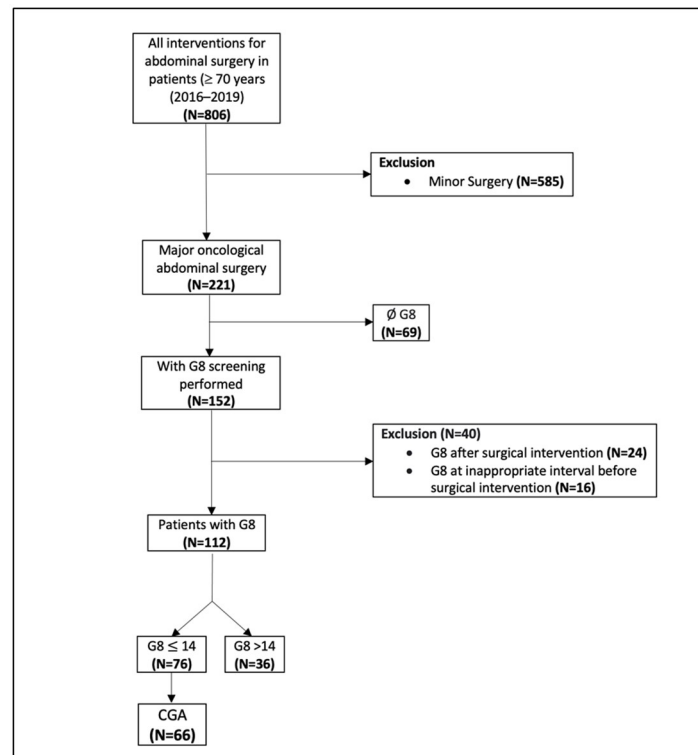 All interventions for
abdominal surgery in
patients (≥ 70 years
(2016–2019)
(N=806)
Exclusion
• Minor Surgery (N=585)
Major oncological
abdominal surgery
(N=221)
Ø G8
(N=69)
With G8 screening
performed
(N=152)
Exclusion (N=40)
• G8 after surgical intervention (N=24)
• G8 at inappropriate interval before
surgical intervention (N=16)
Patients with G8
(N=112)
G8 ≤ 14
(N=76)
G8 >14
(N=36)
CGA
(N=66)